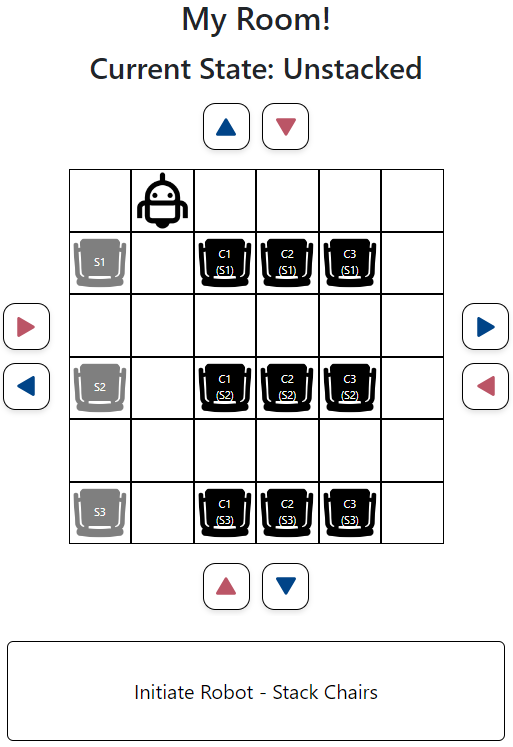 My Room!
Current State: Unstacked
S1
C1
(S1)
C2
(S1)
C3
(S1)
S2
C1
(S2)
C2
(S2)
C3
(S2)
S3
C1
(S3)
C2
(S3)
C3
(S3)
Initiate Robot - Stack Chairs